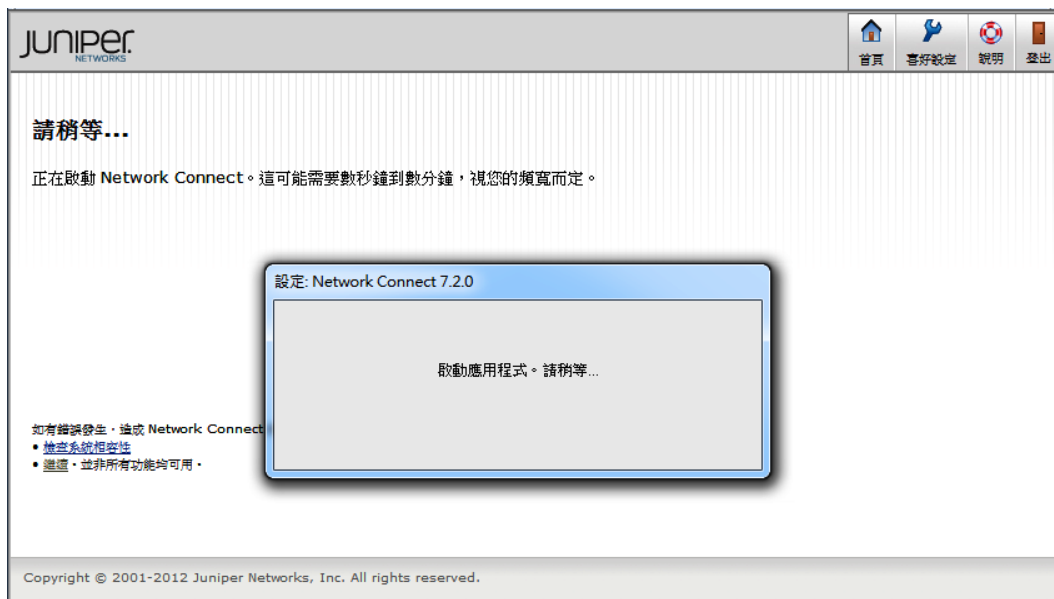 JUNIPER
NETWORKS
首頁 喜好設定 說明 登出
請稍等...
正在啟動 Network Connect。這可能需要數秒鐘到數分鐘，視您的頻寬而定。
設定: Network Connect 7.2.0
啟動應用程式。請稍等...
如有錯誤發生，造成 Network Connect
• 檢查系統相容性
• 繼續，並非所有功能均可用。
Copyright © 2001-2012 Juniper Networks, Inc. All rights reserved.